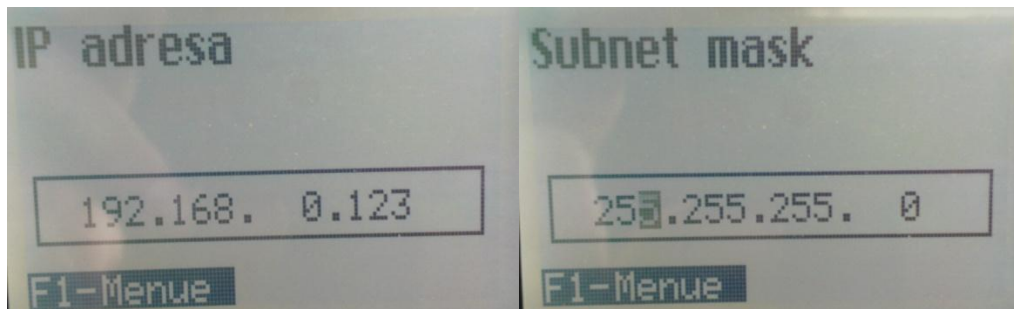 IP adresa
192.168. 0.123
F1-Menue
Subnet mask
255.255.255. 0
F1-Menue